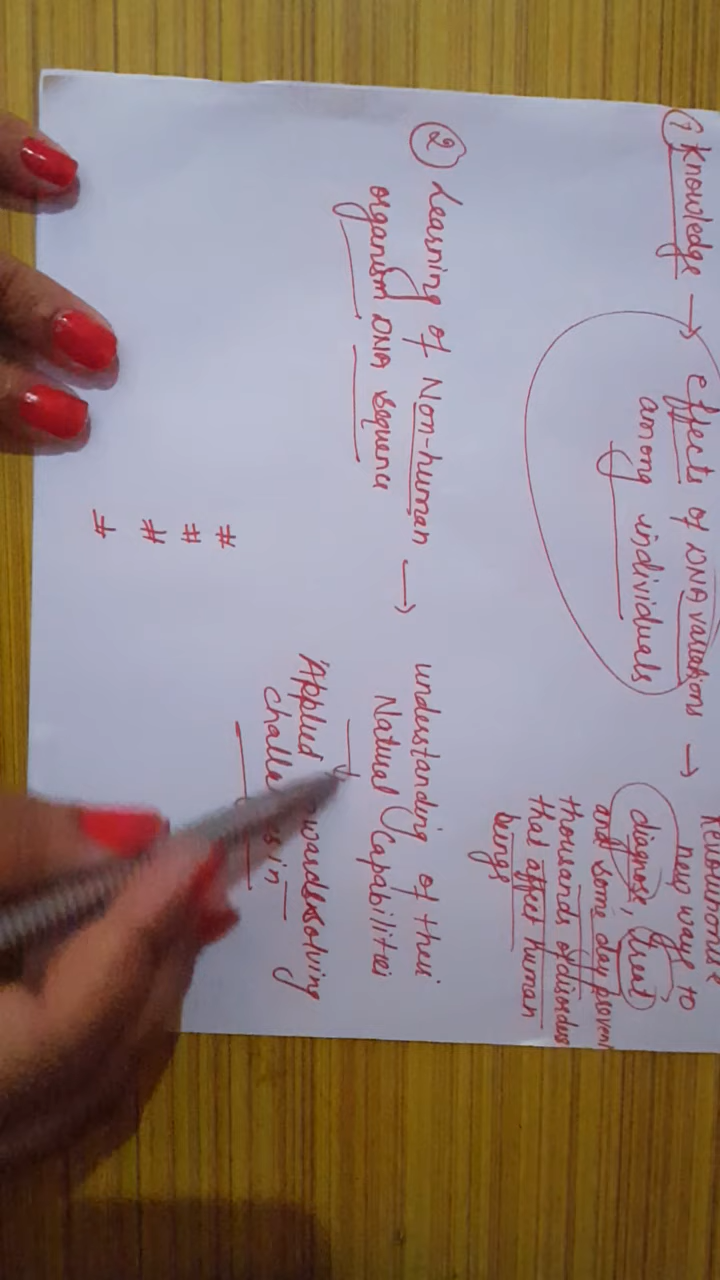 ① Knowledge → effects of DNA variations →
among individuals
new ways to
diagnose, treat
and some day prevent
thousands of disorders
that affect human
beings
② Learning of Non-human → understanding of their
organism DNA sequence Natural Capabilities
↓
Applied
solving
in
#
#
#
#